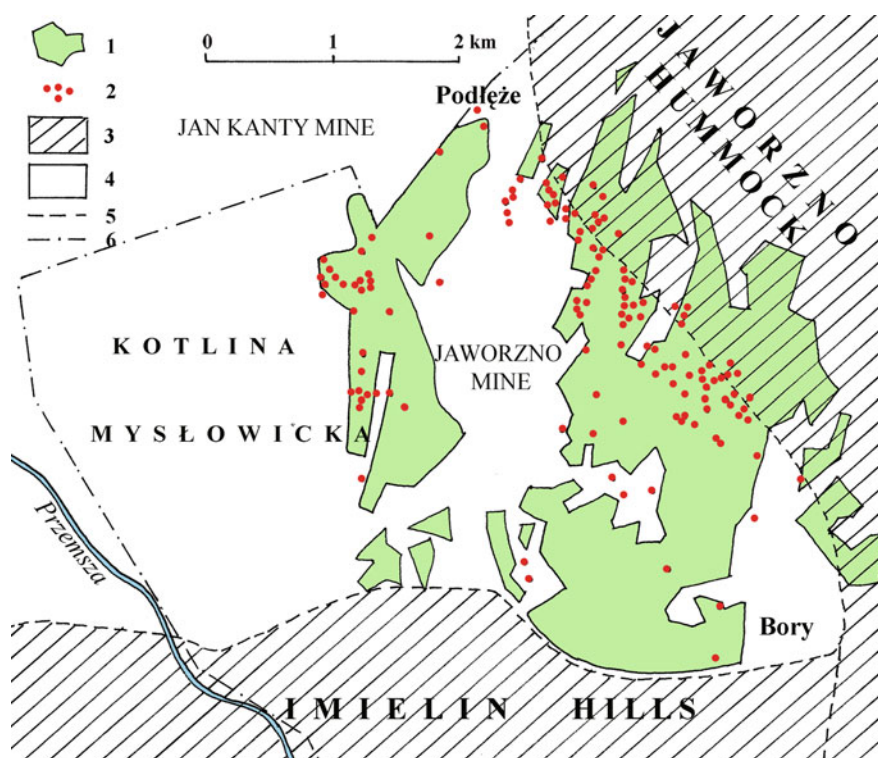 0 1 2 km
1
2
3
4
5
6
Podłęże
JAN KANTY MINE
JAWORZNO
HUMMOCK
KOTLINA
MYSŁOWICKA
JAWORZNO
MINE
Przemsza
Bory
IMIELIN HILLS